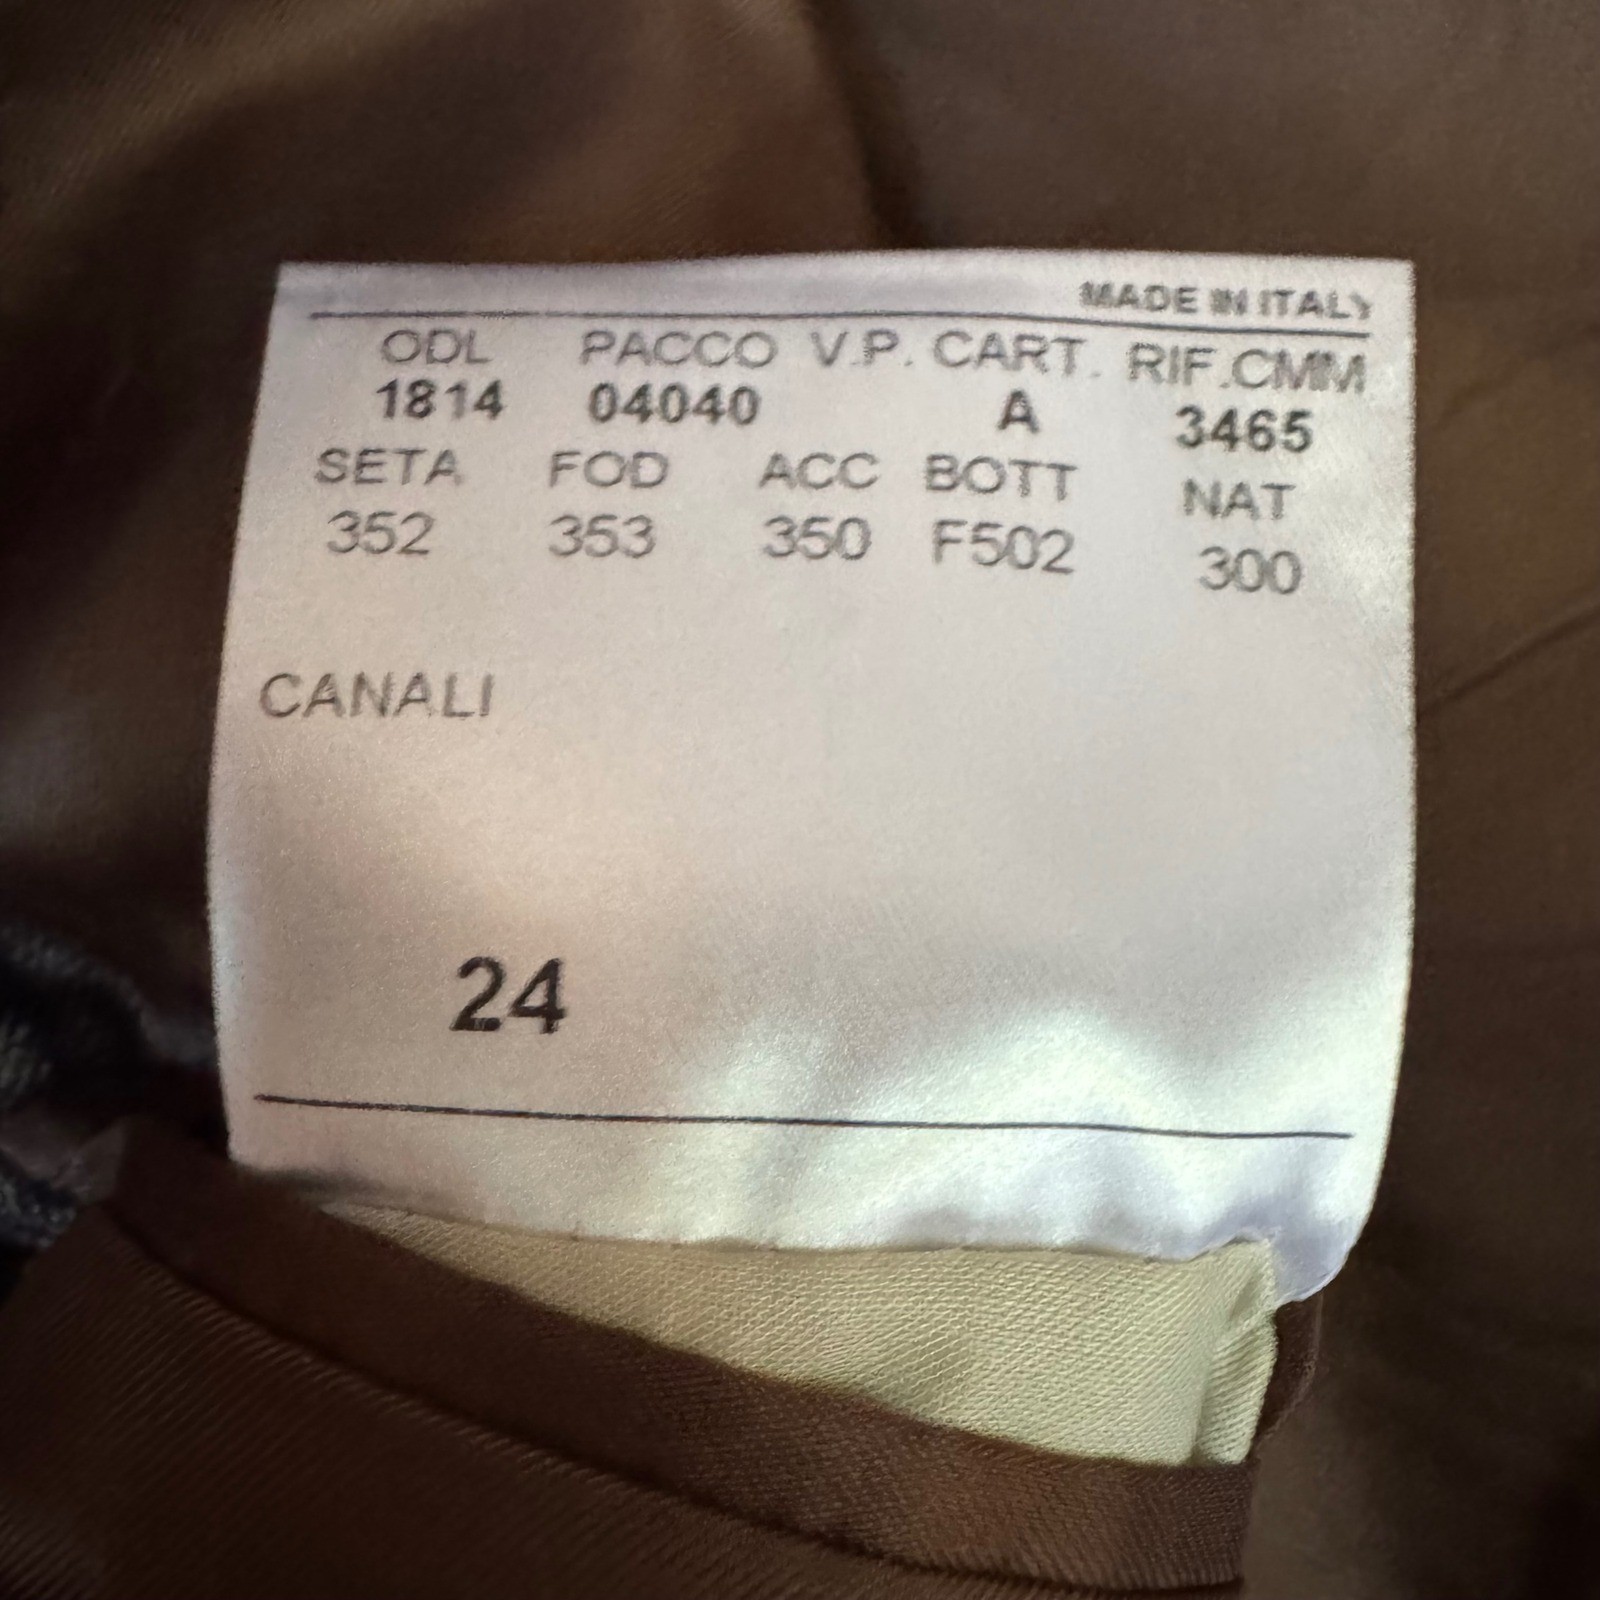 MADE IN ITALY
ODL PACCO V.P. CART. RIF.CMM
1814 04040 A 3465
SETA FOD ACC BOTT NAT
352 353 350 F502 300
CANALI
24